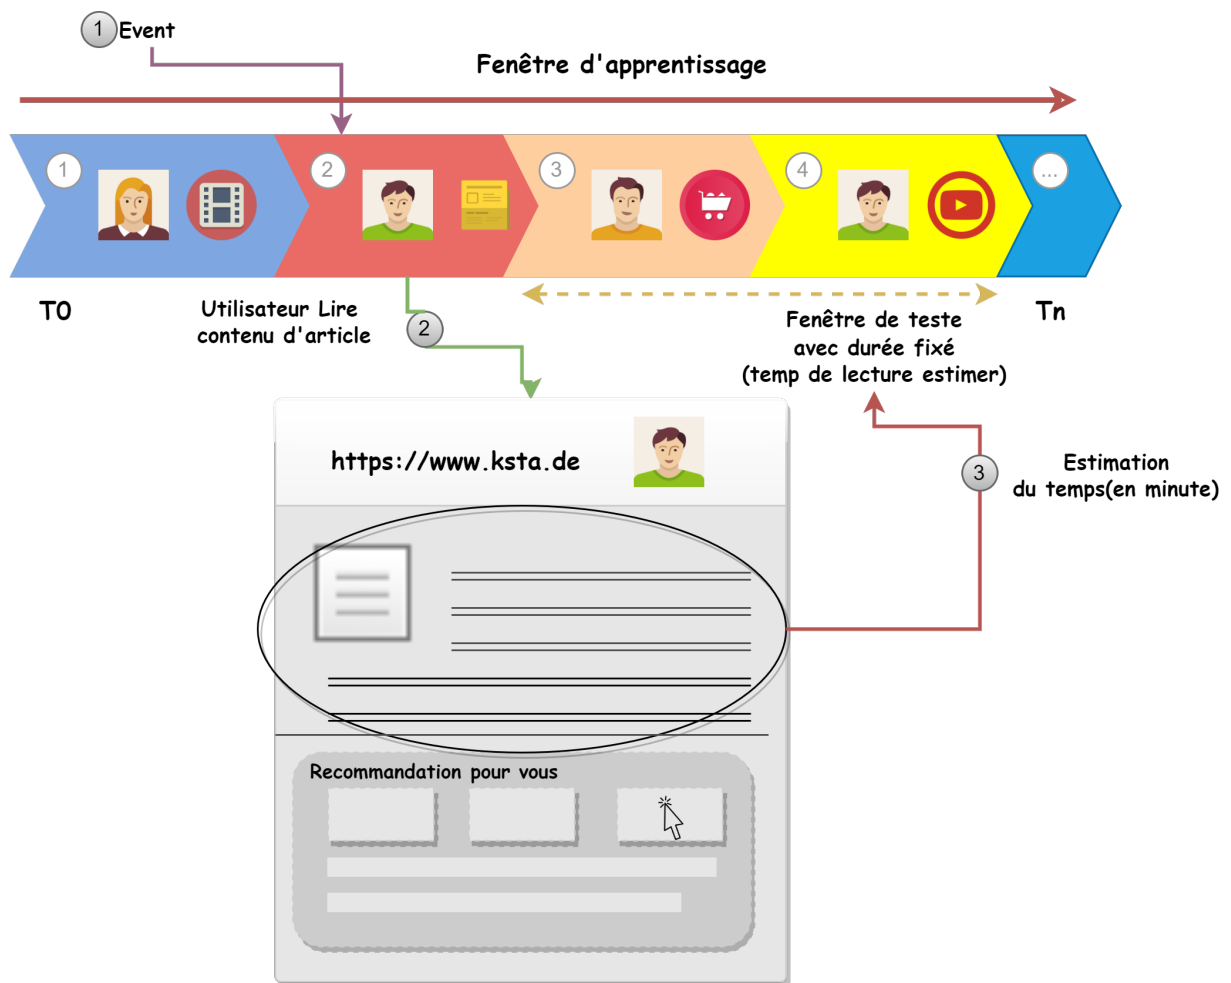 1 Event
Fenêtre d'apprentissage
1
2
3
4
...
T0
Tn
Utilisateur Lire
contenu d'article
2
Fenêtre de teste
avec durée fixé
(temp de lecture estimer)
https://www.ksta.de
3
Estimation
du temps(en minute)
Recommandation pour vous